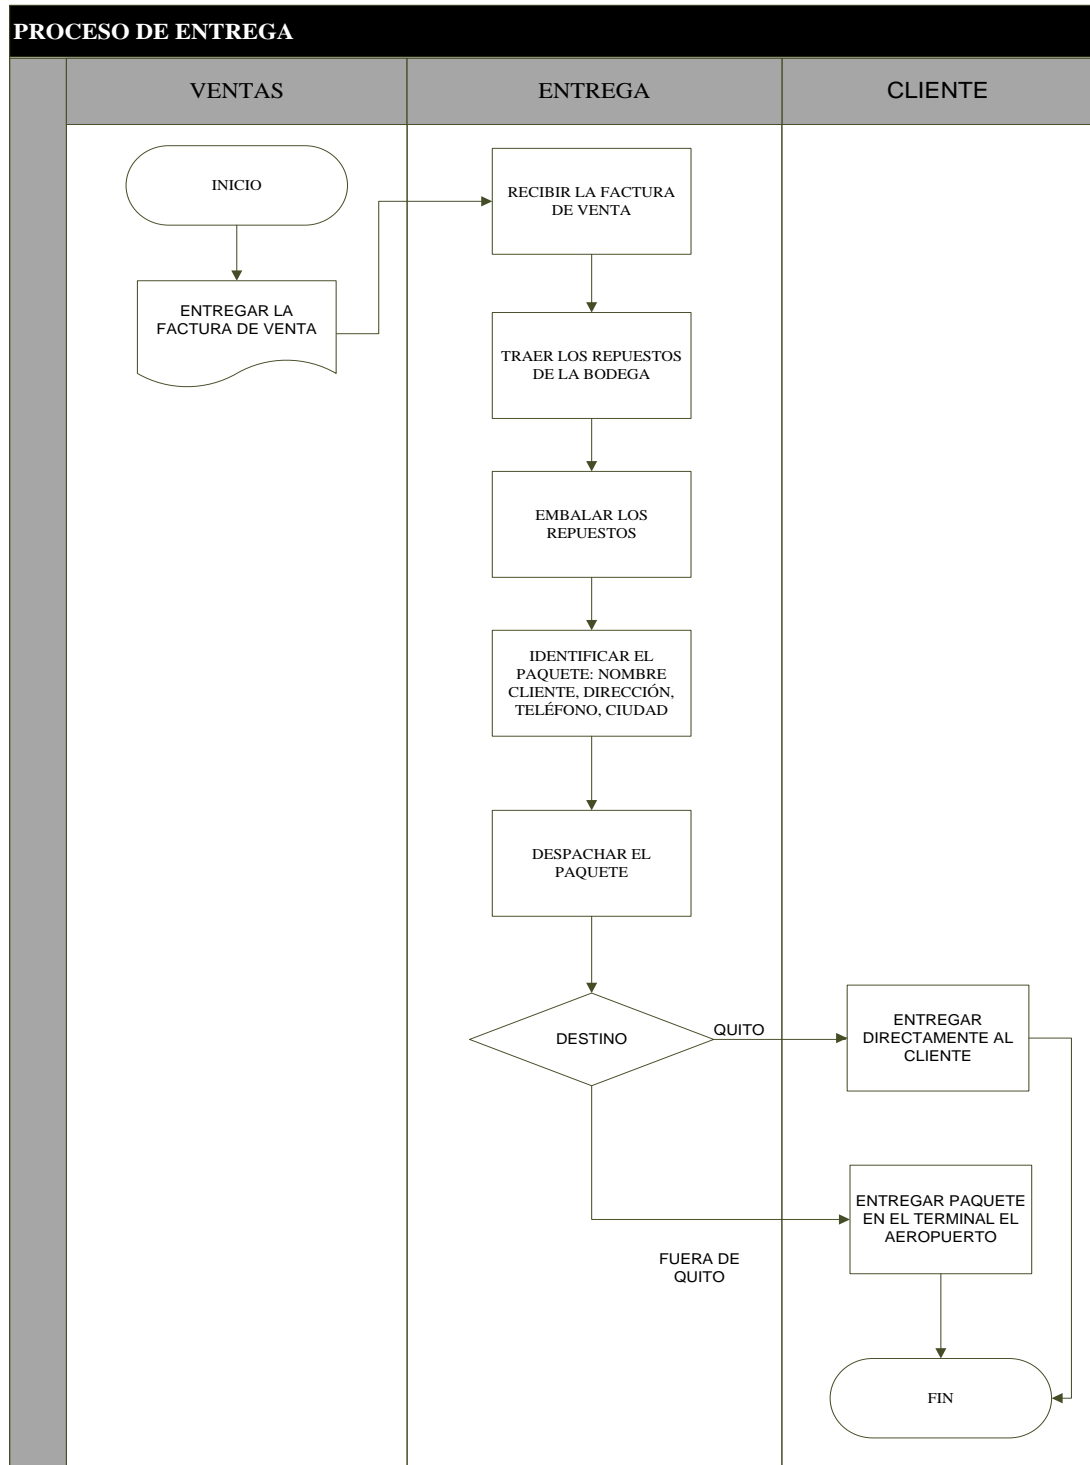 PROCESO DE ENTREGA
VENTAS
ENTREGA
CLIENTE
INICIO
ENTREGAR LA
FACTURA DE VENTA
RECIBIR LA FACTURA
DE VENTA
TRAER LOS REPUESTOS
DE LA BODEGA
EMBALAR LOS
REPUESTOS
IDENTIFICAR EL
PAQUETE: NOMBRE
CLIENTE, DIRECCIÓN,
TELÉFONO, CIUDAD
DESPACHAR EL
PAQUETE
DESTINO
QUITO
ENTREGAR
DIRECTAMENTE AL
CLIENTE
FUERA DE
QUITO
ENTREGAR PAQUETE
EN EL TERMINAL EL
AEROPUERTO
FIN